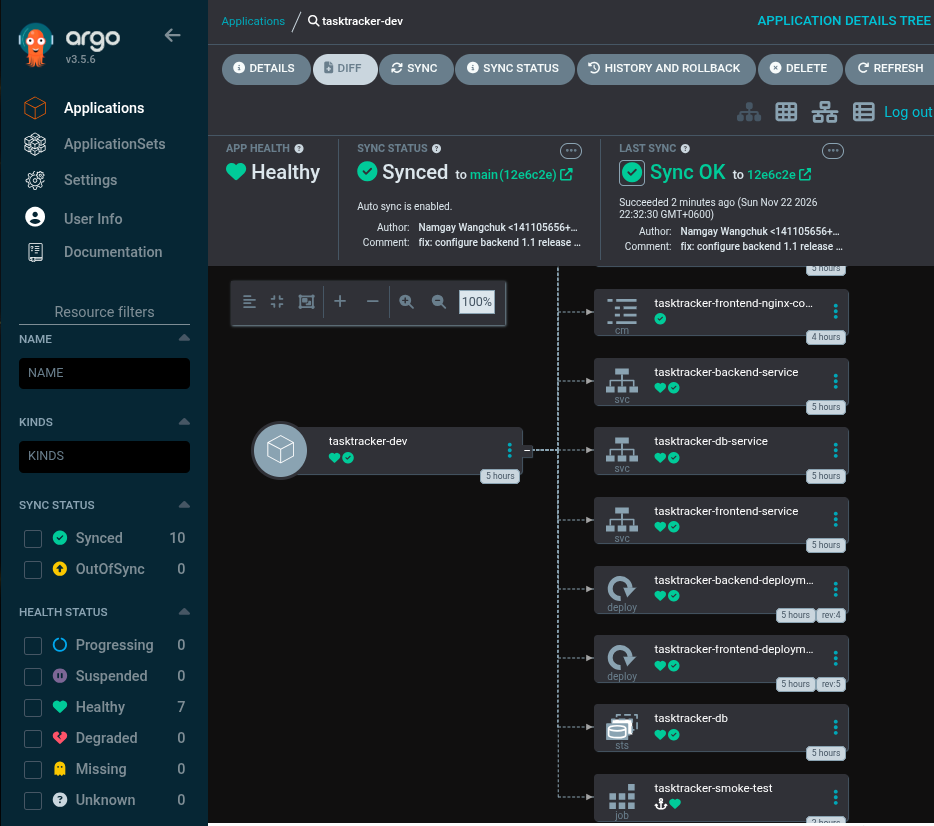 argo
v3.5.6
Applications
ApplicationSets
Settings
User Info
Documentation
Resource filters
NAME
NAME
KINDS
KINDS
SYNC STATUS
Synced 10
OutOfSync 0
HEALTH STATUS
Progressing 0
Suspended 0
Healthy 7
Degraded 0
Missing 0
Unknown 0
Applications / tasktracker-dev
APPLICATION DETAILS TREE
DETAILS DIFF SYNC SYNC STATUS HISTORY AND ROLLBACK DELETE REFRESH
Log out
APP HEALTH
Healthy
SYNC STATUS
Synced to main (12e6c2e)
Auto sync is enabled.
Author: Namgay Wangchuk <141105656+...
Comment: fix: configure backend 1.1 release ...
LAST SYNC
Sync OK to 12e6c2e
Succeeded 2 minutes ago (Sun Nov 22 2026
22:32:30 GMT+0600)
Author: Namgay Wangchuk <141105656+...
Comment: fix: configure backend 1.1 release ...
100%
tasktracker-dev
5 hours
5 hours
tasktracker-frontend-nginx-co...
cm
4 hours
tasktracker-backend-service
svc
5 hours
tasktracker-db-service
svc
5 hours
tasktracker-frontend-service
svc
5 hours
tasktracker-backend-deploym...
deploy
5 hours rev:4
tasktracker-frontend-deploym...
deploy
5 hours rev:5
tasktracker-db
sts
5 hours
tasktracker-smoke-test
job